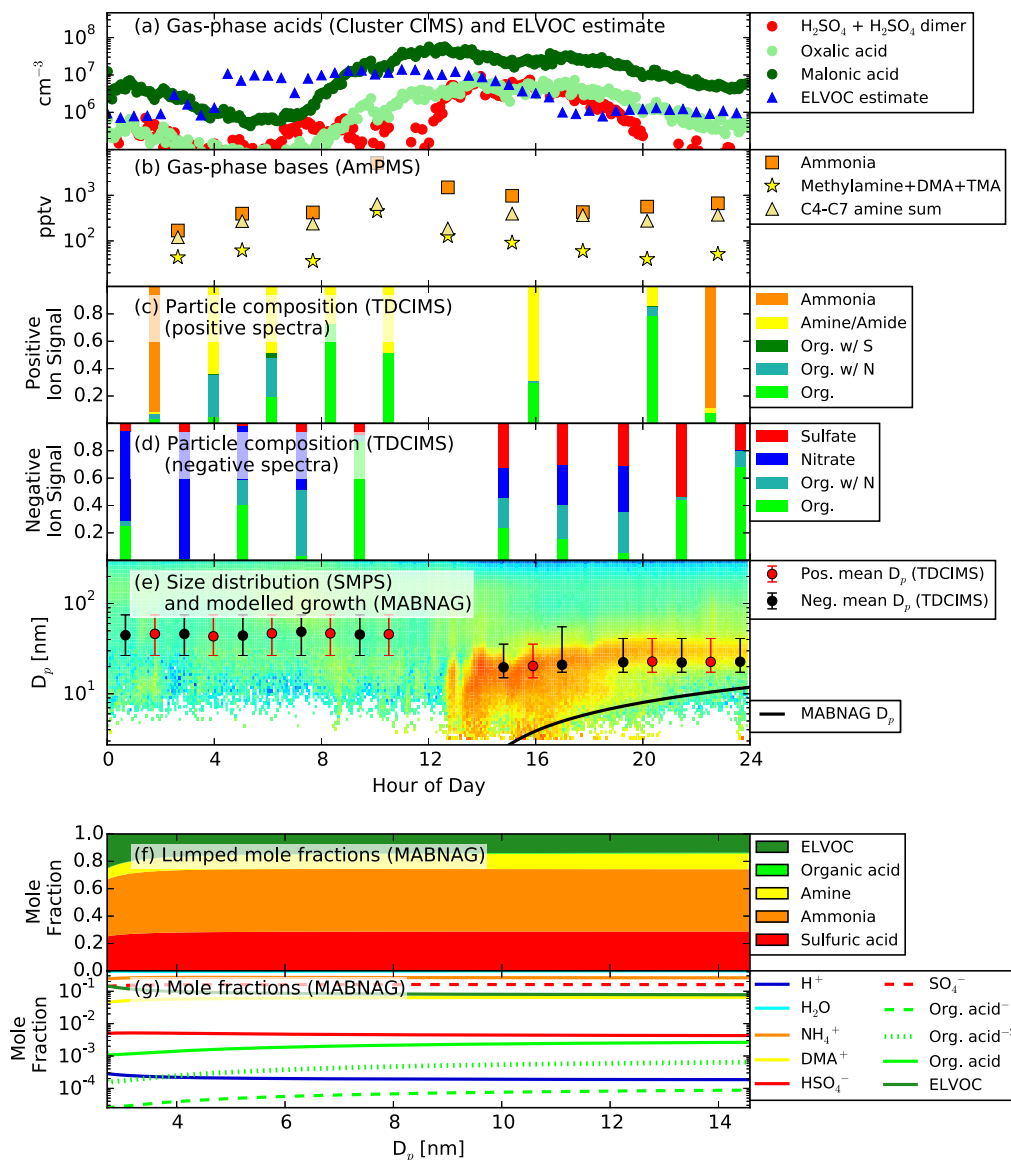 (a) Gas-phase acids (Cluster CIMS) and ELVOC estimate
cm⁻³
10⁸
10⁷
10⁶
H₂SO₄ + H₂SO₄ dimer
Oxalic acid
Malonic acid
ELVOC estimate
(b) Gas-phase bases (AmPMS)
pptv
10³
10²
Ammonia
Methylamine+DMA+TMA
C4-C7 amine sum
(c) Particle composition (TDCIMS)
(positive spectra)
Positive
Ion Signal
0.8
0.6
0.4
0.2
Ammonia
Amine/Amide
Org. w/ S
Org. w/ N
Org.
(d) Particle composition (TDCIMS)
(negative spectra)
Negative
Ion Signal
0.8
0.6
0.4
0.2
Sulfate
Nitrate
Org. w/ N
Org.
(e) Size distribution (SMPS)
and modelled growth (MABNAG)
Dₚ [nm]
10²
10¹
Pos. mean Dₚ (TDCIMS)
Neg. mean Dₚ (TDCIMS)
MABNAG Dₚ
0 4 8 12 16 20 24
Hour of Day
(f) Lumped mole fractions (MABNAG)
Mole
Fraction
1.0
0.8
0.6
0.4
0.2
0.0
ELVOC
Organic acid
Amine
Ammonia
Sulfuric acid
(g) Mole fractions (MABNAG)
Mole
Fraction
10⁻¹
10⁻²
10⁻³
10⁻⁴
H⁺
H₂O
NH₄⁺
DMA⁺
HSO₄⁻
SO₄⁻
Org. acid⁻
Org. acid⁻
Org. acid
ELVOC
4 6 8 10 12 14
Dₚ [nm]